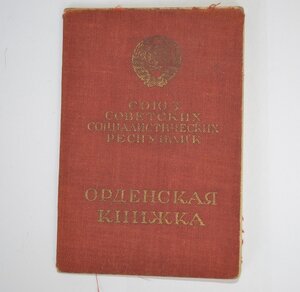 СОЮЗ
СОВЕТСКИХ
СОЦИАЛИСТИЧЕСКИХ
РЕСПУБЛИК
ОРДЕНСКАЯ
КНИЖКА